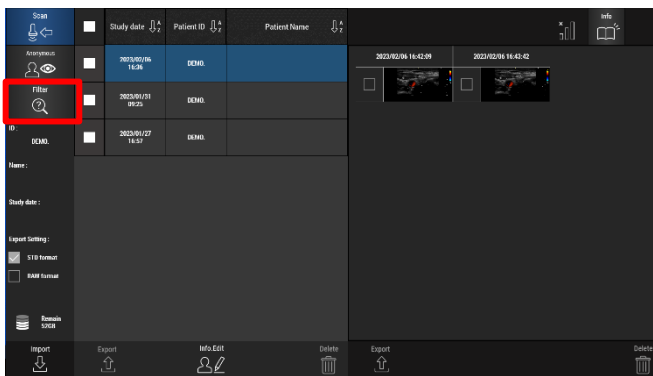 Scan
Study date
Patient ID
Patient Name
Info
Anonymous
2023/02/06
16:36
DEMO.
2023/02/06 16:42:09
2023/02/06 16:43:42
Filter
2023/01/31
09:25
DEMO.
ID :
DEMO.
2023/01/27
16:57
DEMO.
Name :
Study date :
Export Setting :
STD format
RAW format
Remain
52GB
Import
Export
Info.Edit
Delete
Export
Delete